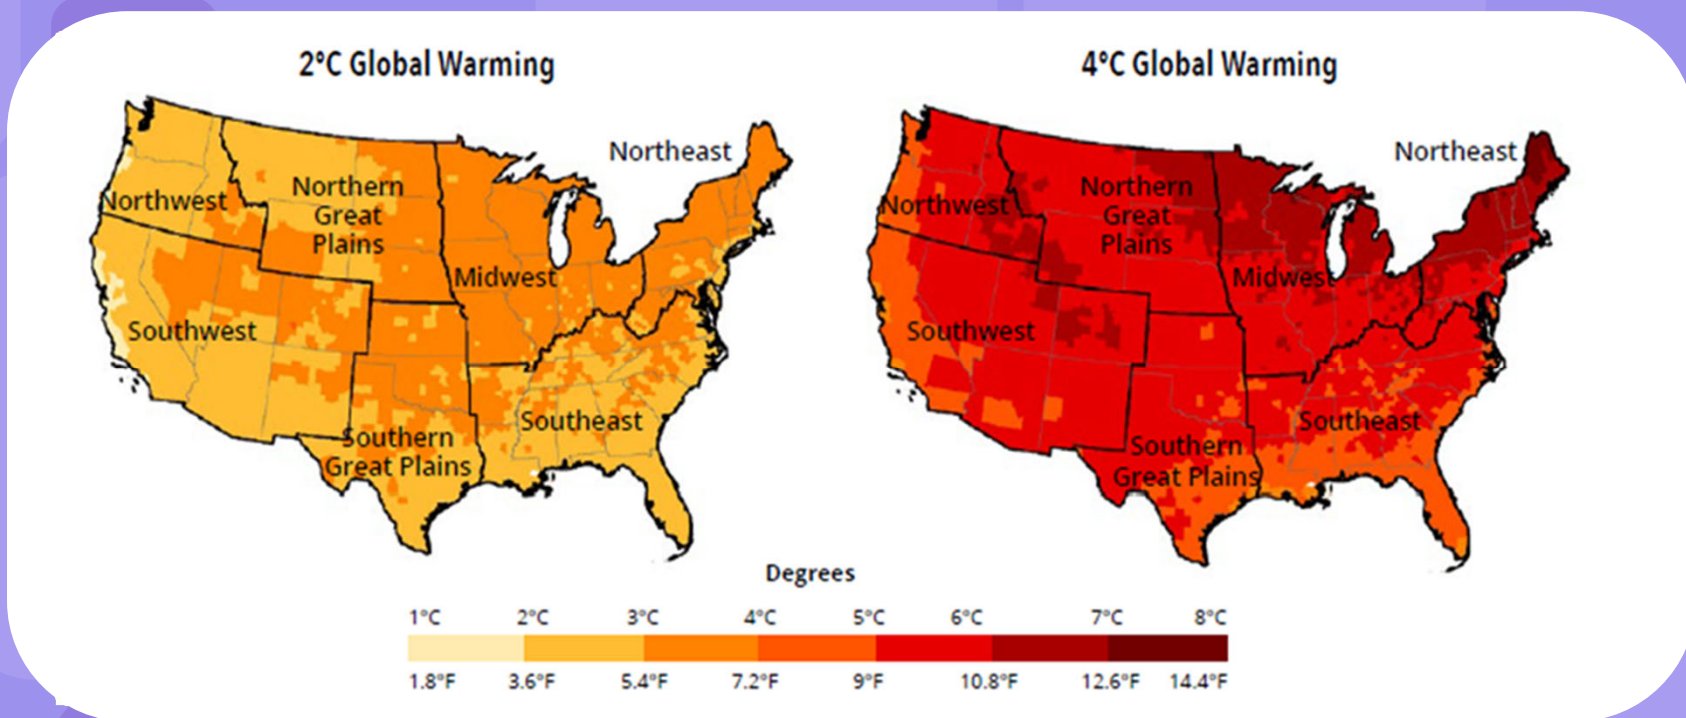 2°C Global Warming
4°C Global Warming
Northeast
Northwest
Northern
Great
Plains
Midwest
Southwest
Southeast
Southern
Great Plains
Northeast
Northwest
Northern
Great
Plains
Midwest
Southwest
Southeast
Southern
Great Plains
Degrees
1°C 2°C 3°C 4°C 5°C 6°C 7°C 8°C
1.8°F 3.6°F 5.4°F 7.2°F 9°F 10.8°F 12.6°F 14.4°F